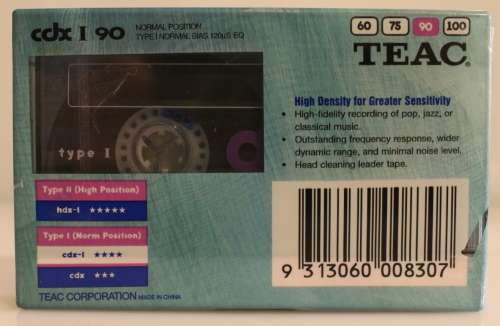 cdx I 90
NORMAL POSITION
TYPE I NORMAL BIAS 120µS EQ
60 75 90 100
TEAC
type I
High Density for Greater Sensitivity
• High-fidelity recording of pop, jazz, or
classical music.
• Outstanding frequency response, wider
dynamic range, and minimal noise level.
• Head cleaning leader tape.
Type II (High Position)
hdx-I ★★★★★
Type I (Norm Position)
cdx-I ★★★★
cdx ★★★
TEAC CORPORATION MADE IN CHINA
9 313060 008307